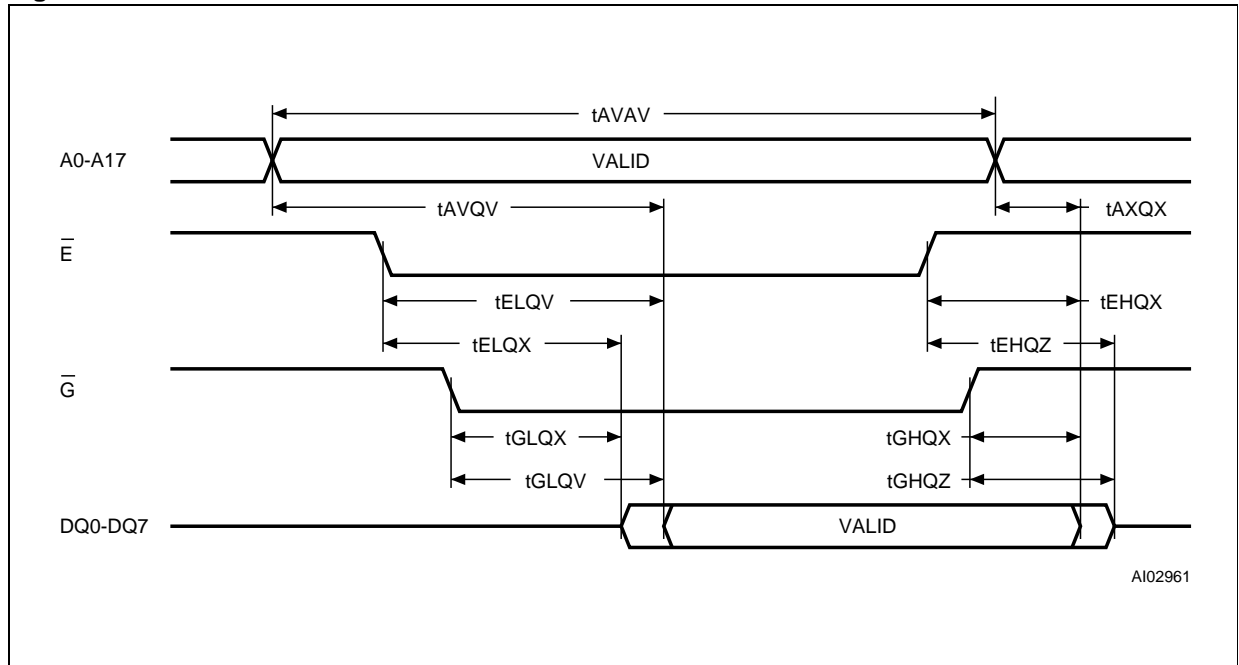 tAVAV
A0-A17
VALID
tAVQV
tAXQX
E̅
tELQV
tEHQX
tELQX
tEHQZ
G̅
tGLQX
tGHQX
tGLQV
tGHQZ
DQ0-DQ7
VALID
AI02961